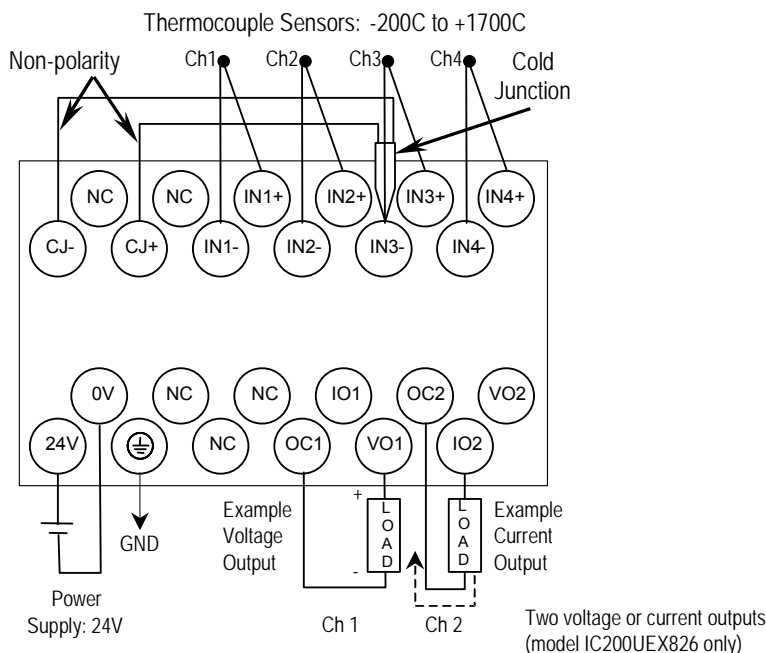 Thermocouple Sensors: -200C to +1700C
Non-polarity
Ch1
Ch2
Ch3
Ch4
Cold
Junction
NC
NC
IN1+
IN2+
IN3+
IN4+
CJ-
CJ+
IN1-
IN2-
IN3-
IN4-
0V
NC
NC
IO1
OC2
VO2
24V
NC
OC1
VO1
IO2
GND
Example
Voltage
Output
+
LOAD
-
LOAD
Example
Current
Output
Power
Supply: 24V
Ch 1
Ch 2
Two voltage or current outputs
(model IC200UEX826 only)